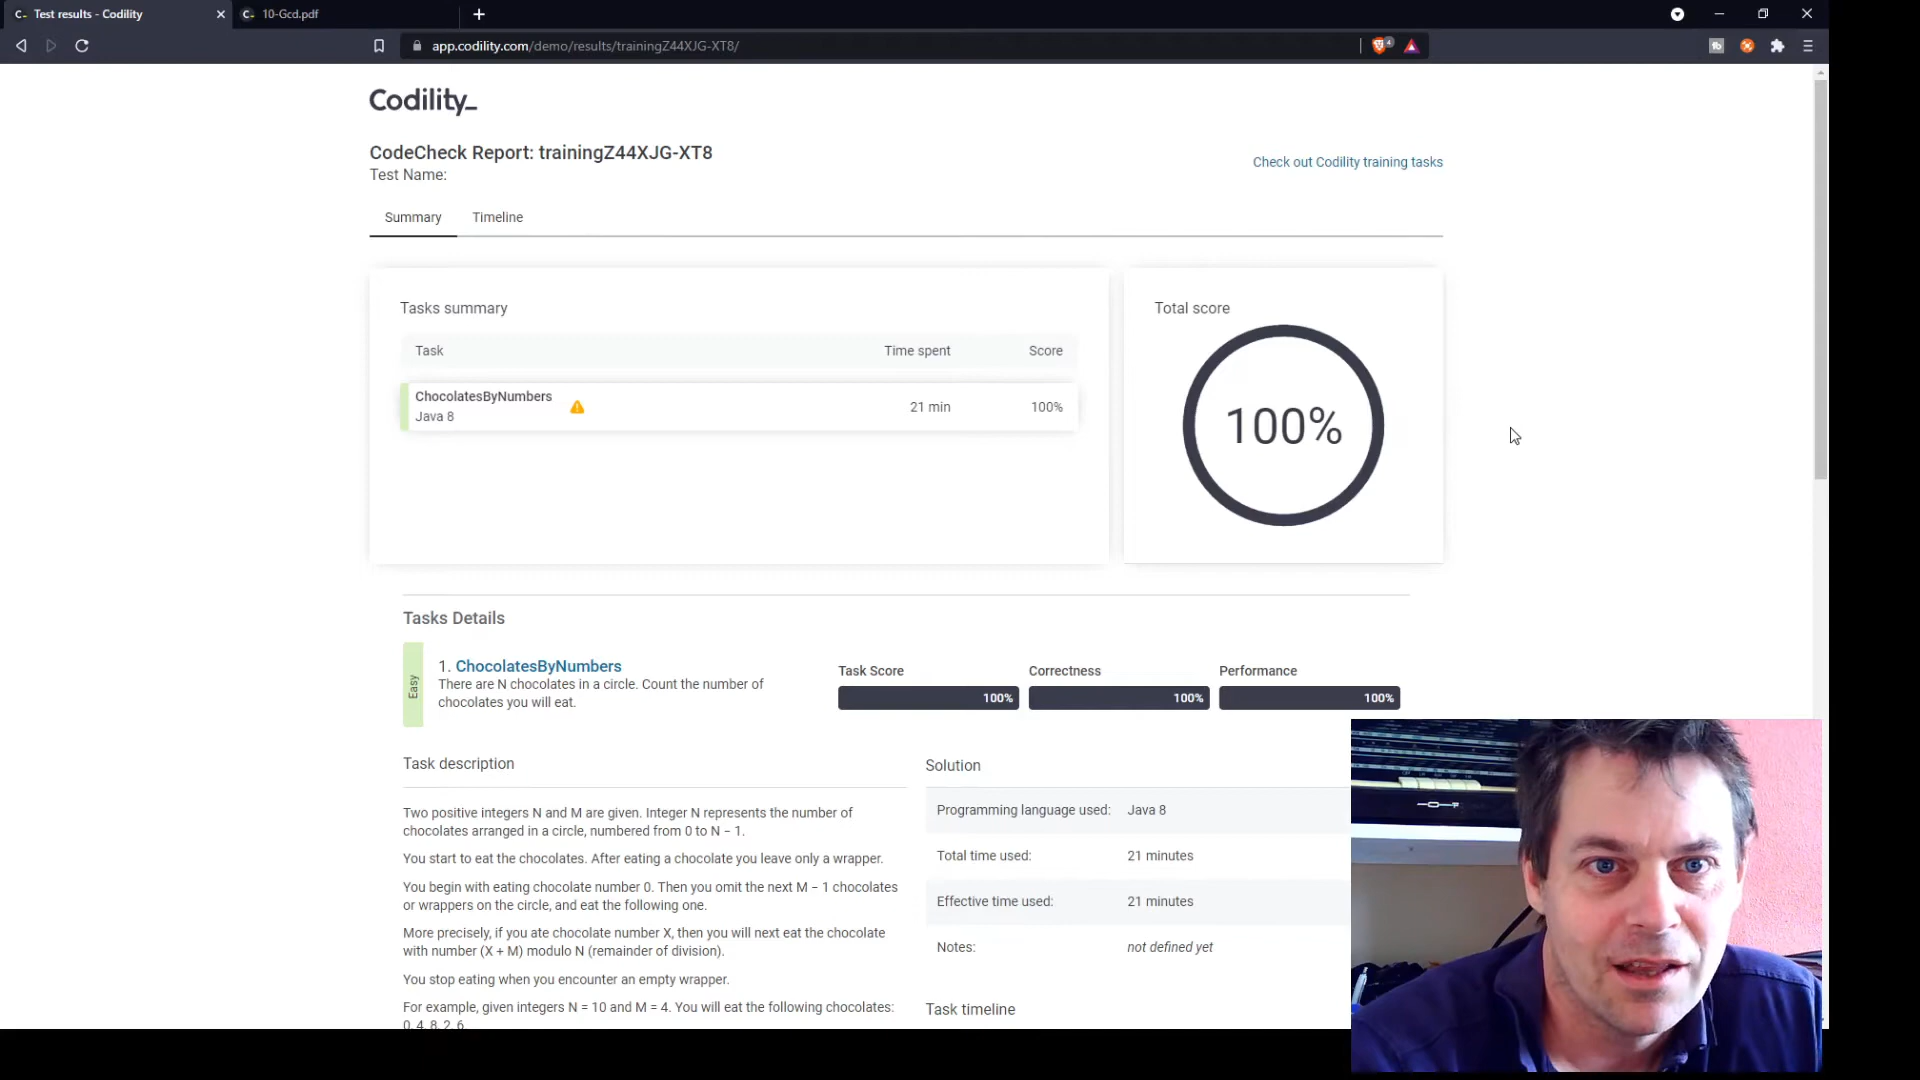 Test results - Codility
10-Gcd.pdf
app.codility.com/demo/results/trainingZ44XJG-XT8/
4
Codility_
CodeCheck Report: trainingZ44XJG-XT8
Test Name:
Check out Codility training tasks
Summary
Timeline
Tasks summary
Task
Time spent
Score
ChocolatesByNumbers
Java 8
21 min
100%
Total score
100%
Tasks Details
Easy
1. ChocolatesByNumbers
There are N chocolates in a circle. Count the number of
chocolates you will eat.
Task Score
Correctness
Performance
100%
100%
100%
Task description
Two positive integers N and M are given. Integer N represents the number of
chocolates arranged in a circle, numbered from 0 to N − 1.
You start to eat the chocolates. After eating a chocolate you leave only a wrapper.
You begin with eating chocolate number 0. Then you omit the next M − 1 chocolates
or wrappers on the circle, and eat the following one.
More precisely, if you ate chocolate number X, then you will next eat the chocolate
with number (X + M) modulo N (remainder of division).
You stop eating when you encounter an empty wrapper.
For example, given integers N = 10 and M = 4. You will eat the following chocolates:
0, 4, 8, 2, 6.
Solution
Programming language used: Java 8
Total time used: 21 minutes
Effective time used: 21 minutes
Notes: not defined yet
Task timeline